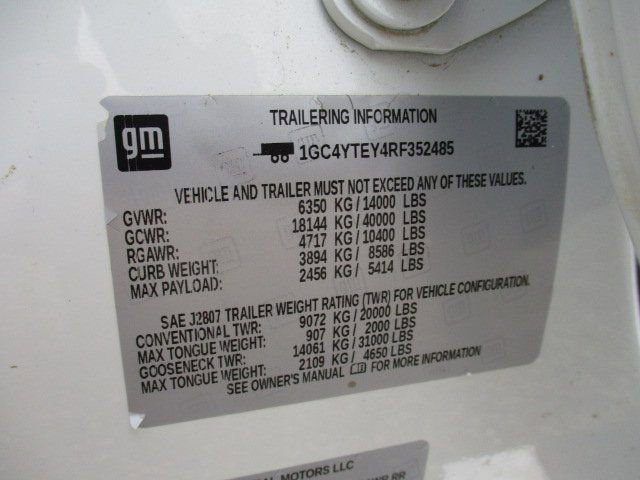 gm
TRAILERING INFORMATION
1GC4YTEY4RF352485
VEHICLE AND TRAILER MUST NOT EXCEED ANY OF THESE VALUES.
GVWR: 6350 KG / 14000 LBS
GCWR: 18144 KG / 40000 LBS
RGAWR: 4717 KG / 10400 LBS
CURB WEIGHT: 3894 KG / 8586 LBS
MAX PAYLOAD: 2456 KG / 5414 LBS
SAE J2807 TRAILER WEIGHT RATING (TWR) FOR VEHICLE CONFIGURATION.
CONVENTIONAL TWR: 9072 KG / 20000 LBS
MAX TONGUE WEIGHT: 907 KG / 2000 LBS
GOOSENECK TWR: 14061 KG / 31000 LBS
MAX TONGUE WEIGHT: 2109 KG / 4650 LBS
SEE OWNER'S MANUAL FOR MORE INFORMATION
MOTORS LLC
RR